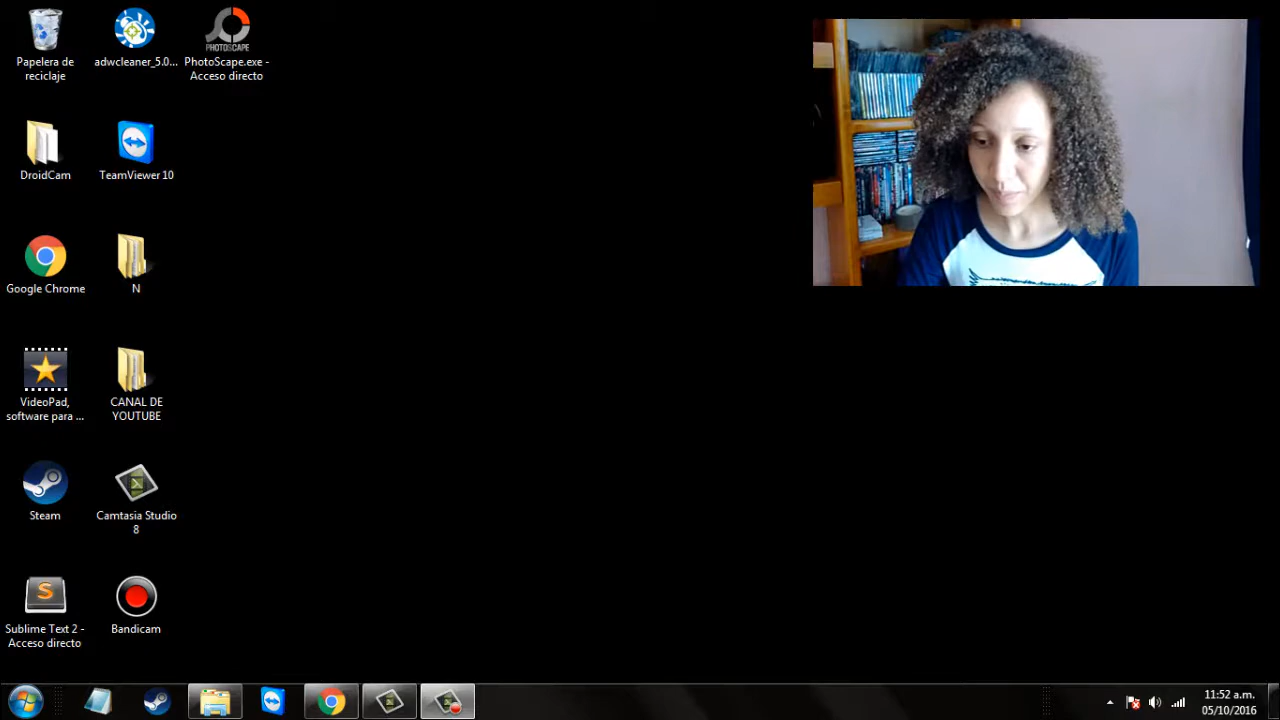 Papelera de
reciclaje
adwcleaner_5.0...
PHOTOSCAPE
PhotoScape.exe -
Acceso directo
DroidCam
TeamViewer 10
Google Chrome
N
VideoPad,
software para ...
CANAL DE
YOUTUBE
Steam
Camtasia Studio
8
S
Sublime Text 2 -
Acceso directo
Bandicam
11:52 a.m.
05/10/2016